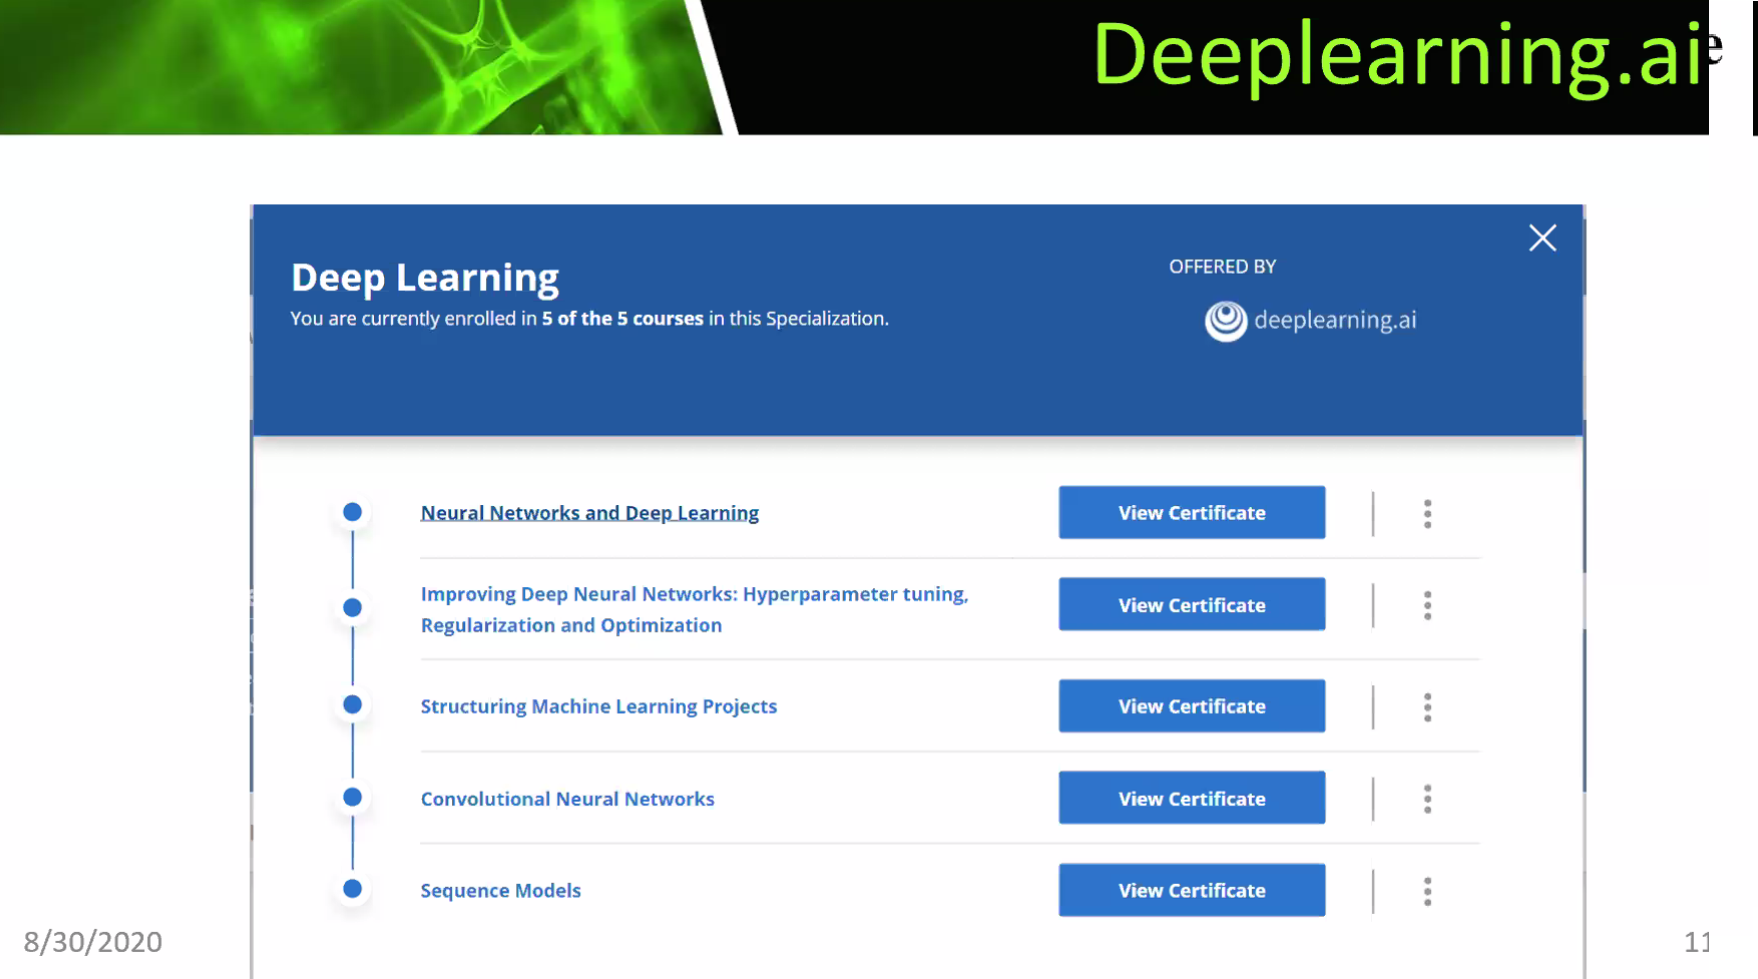 Deeplearning.ai
e
Deep Learning
You are currently enrolled in 5 of the 5 courses in this Specialization.
OFFERED BY
deeplearning.ai
Neural Networks and Deep Learning
View Certificate
Improving Deep Neural Networks: Hyperparameter tuning,
Regularization and Optimization
View Certificate
Structuring Machine Learning Projects
View Certificate
Convolutional Neural Networks
View Certificate
Sequence Models
View Certificate
8/30/2020
11